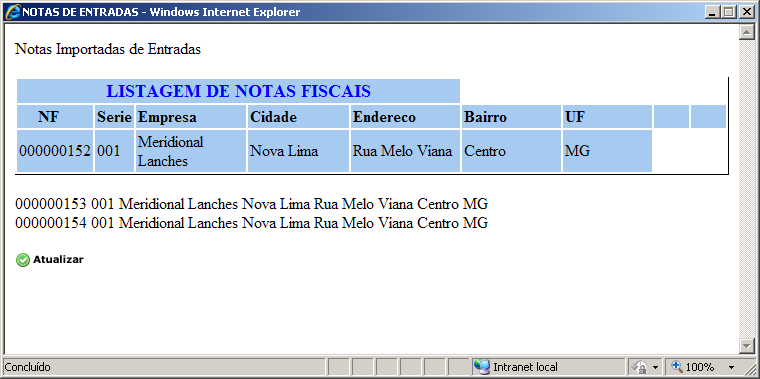 NOTAS DE ENTRADAS - Windows Internet Explorer
Notas Importadas de Entradas
LISTAGEM DE NOTAS FISCAIS
NF Serie Empresa Cidade Endereco Bairro UF
000000152 001 Meridional Lanches Nova Lima Rua Melo Viana Centro MG
000000153 001 Meridional Lanches Nova Lima Rua Melo Viana Centro MG
000000154 001 Meridional Lanches Nova Lima Rua Melo Viana Centro MG
Atualizar
Concluído Intranet local 100%